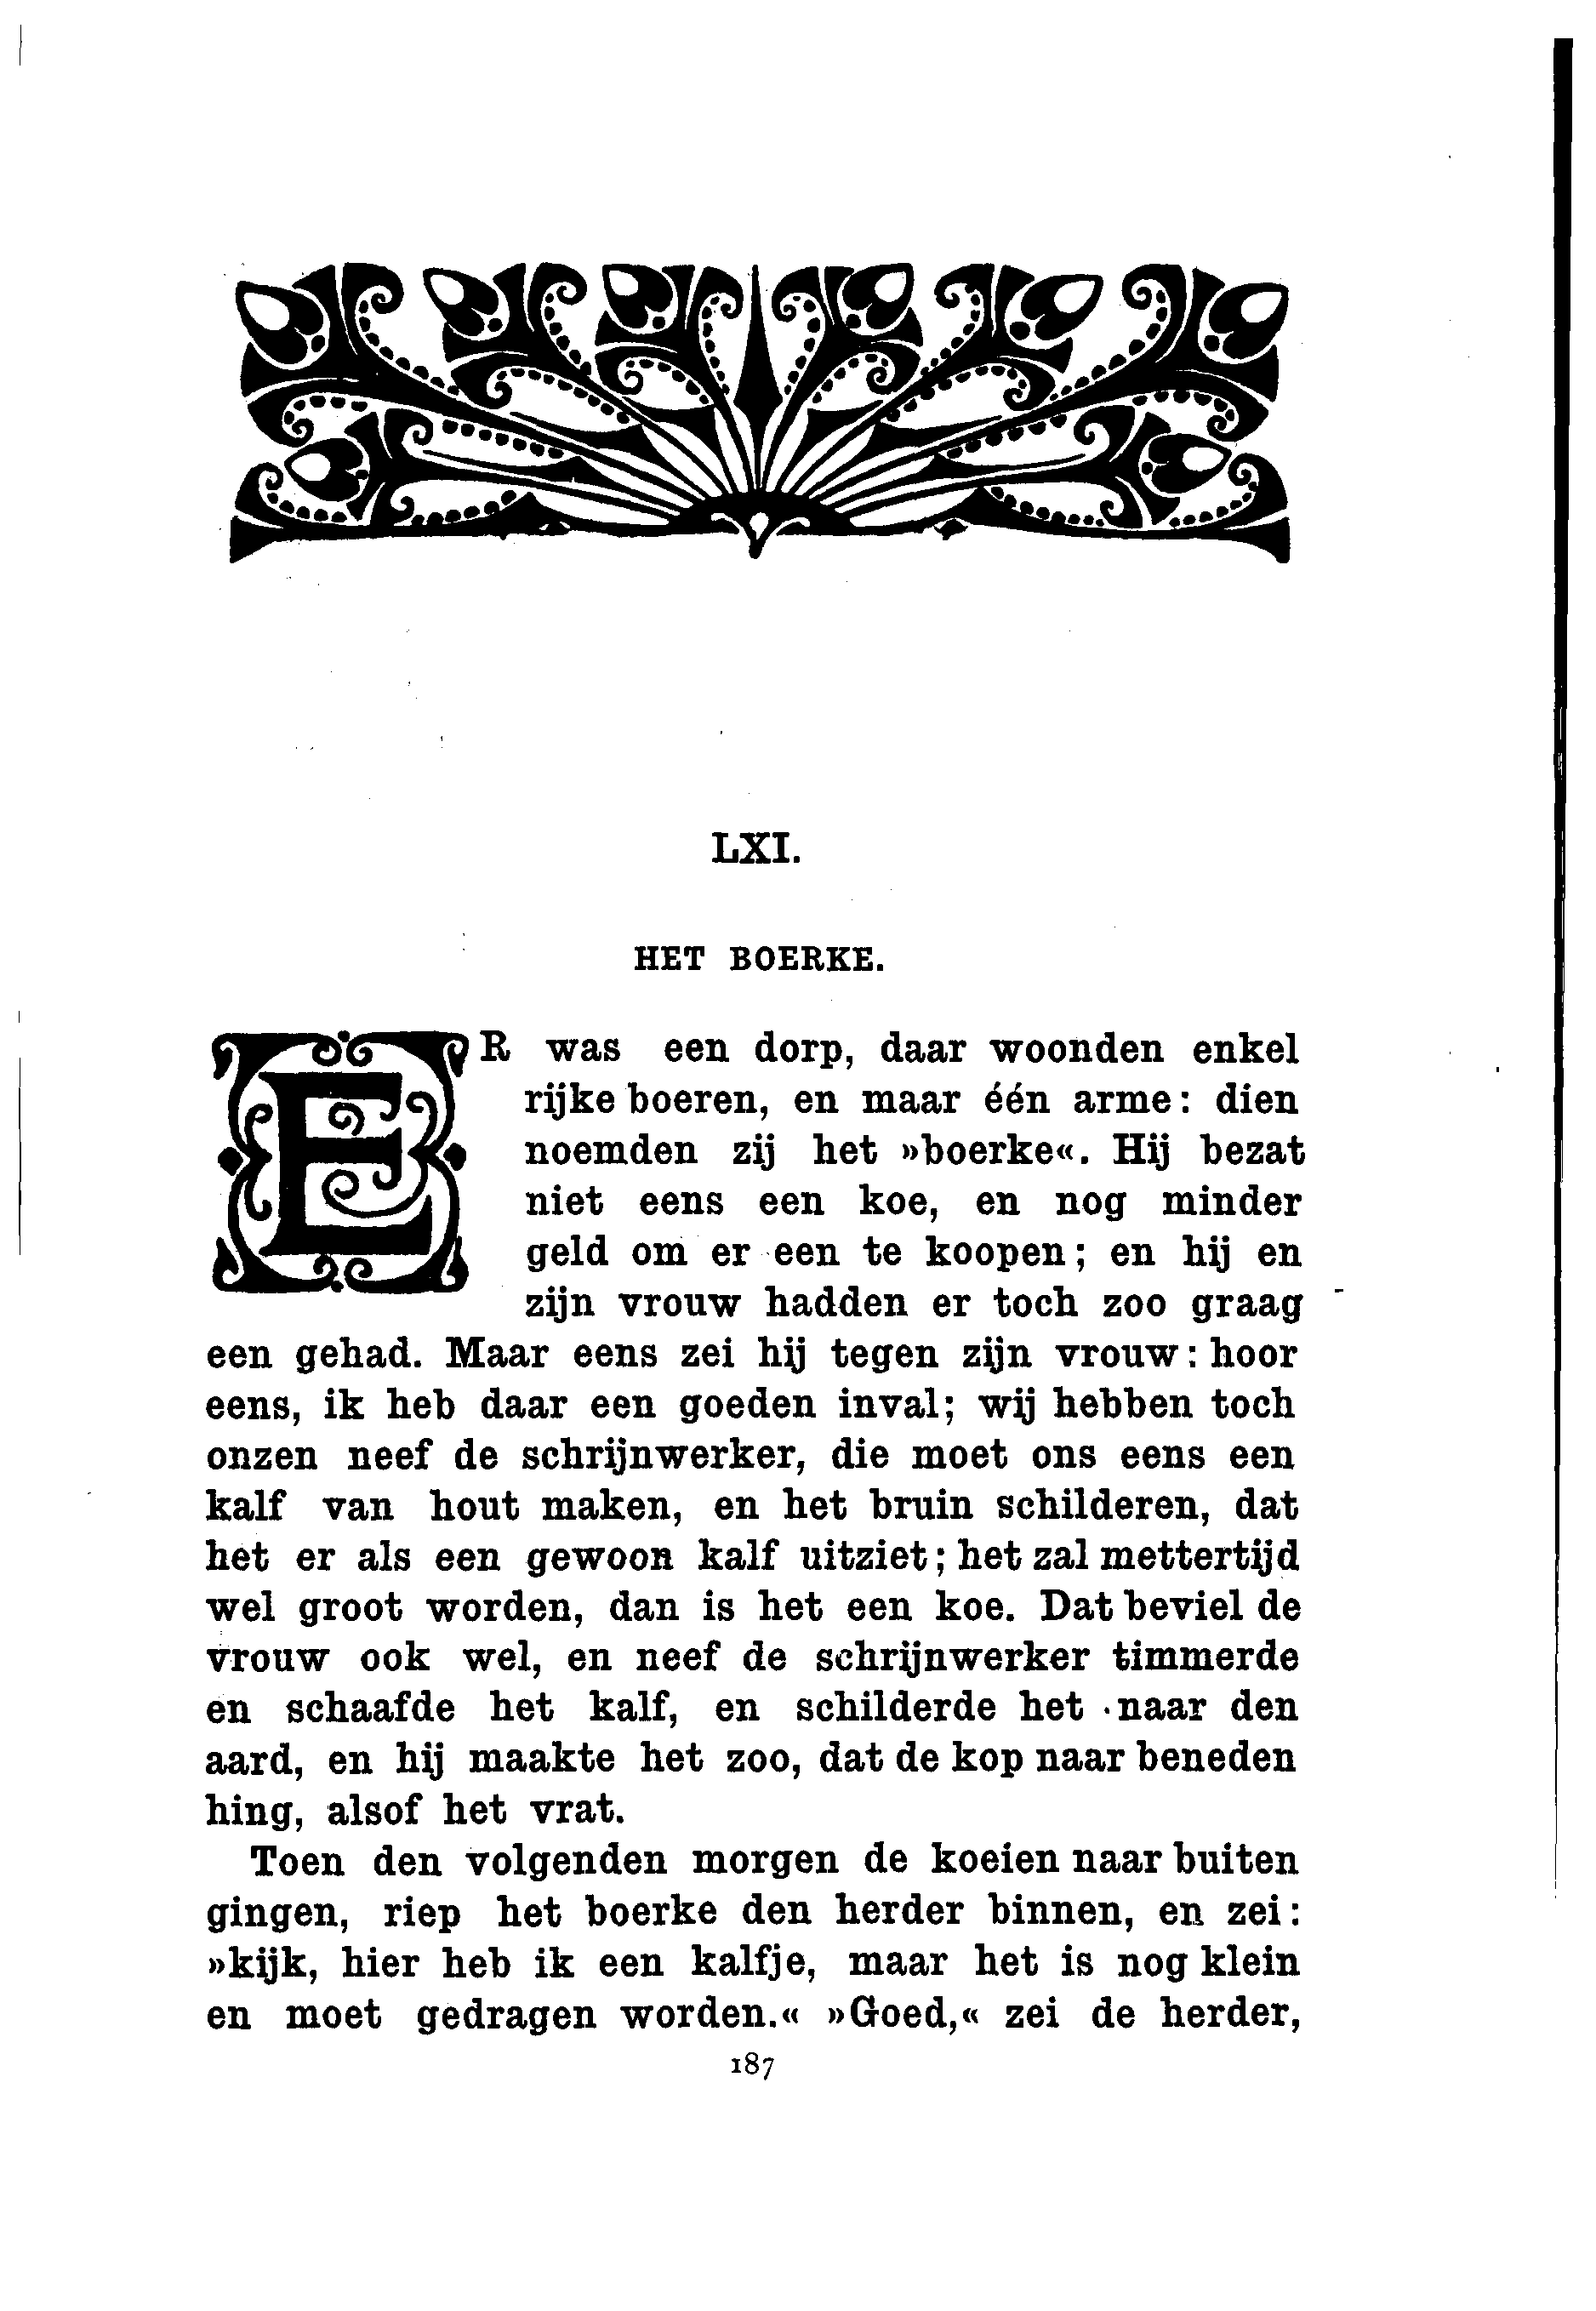 LXI.
HET BOERKE.
ER was een dorp, daar woonden enkel
rijke boeren, en maar één arme: dien
noemden zij het »boerke«. Hij bezat
niet eens een koe, en nog minder
geld om er een te koopen; en hij en
zijn vrouw hadden er toch zoo graag
een gehad. Maar eens zei hij tegen zijn vrouw: hoor
eens, ik heb daar een goeden inval; wij hebben toch
onzen neef de schrijnwerker, die moet ons eens een
kalf van hout maken, en het bruin schilderen, dat
het er als een gewoon kalf uitziet; het zal mettertijd
wel groot worden, dan is het een koe. Dat beviel de
vrouw ook wel, en neef de schrijnwerker timmerde
en schaafde het kalf, en schilderde het naar den
aard, en hij maakte het zoo, dat de kop naar beneden
hing, alsof het vrat.
Toen den volgenden morgen de koeien naar buiten
gingen, riep het boerke den herder binnen, en zei:
»kijk, hier heb ik een kalfje, maar het is nog klein
en moet gedragen worden.« »Goed,« zei de herder,
187